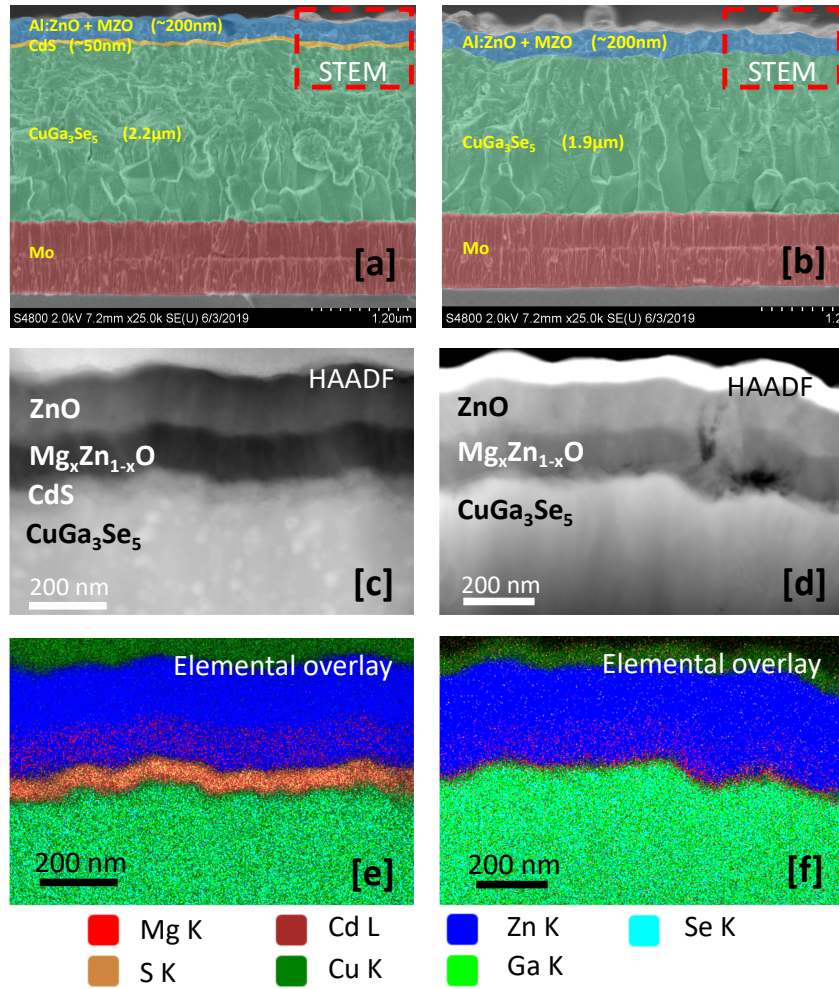 Al:ZnO + MZO (~200nm)
CdS (~50nm)
STEM
CuGa₃Se₅ (2.2µm)
Mo
[a]
S4800 2.0kV 7.2mm x25.0k SE(U) 6/3/2019 1.20um
Al:ZnO + MZO (~200nm)
STEM
CuGa₃Se₅ (1.9µm)
Mo
[b]
S4800 2.0kV 7.2mm x25.0k SE(U) 6/3/2019 1.2
HAADF
ZnO
MgₓZn₁₋ₓO
CdS
CuGa₃Se₅
200 nm
[c]
HAADF
ZnO
MgₓZn₁₋ₓO
CuGa₃Se₅
200 nm
[d]
Elemental overlay
200 nm
[e]
Elemental overlay
200 nm
[f]
Mg K
Cd L
Zn K
Se K
S K
Cu K
Ga K